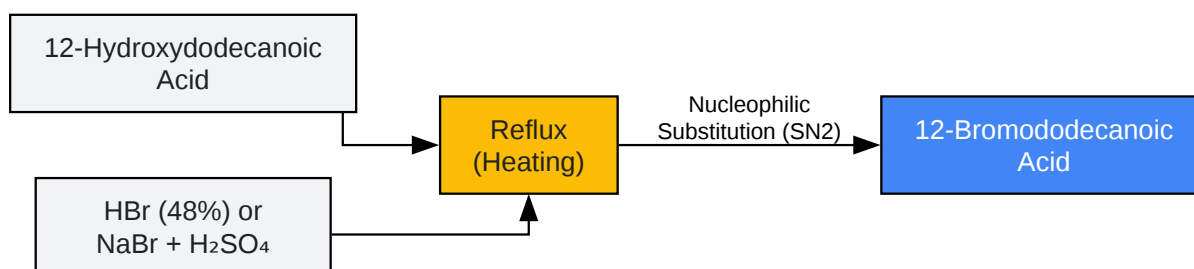 12-Hydroxydodecanoic
Acid
HBr (48%) or
NaBr + H₂SO₄
Reflux
(Heating)
Nucleophilic
Substitution (SN2)
12-Bromododecanoic
Acid